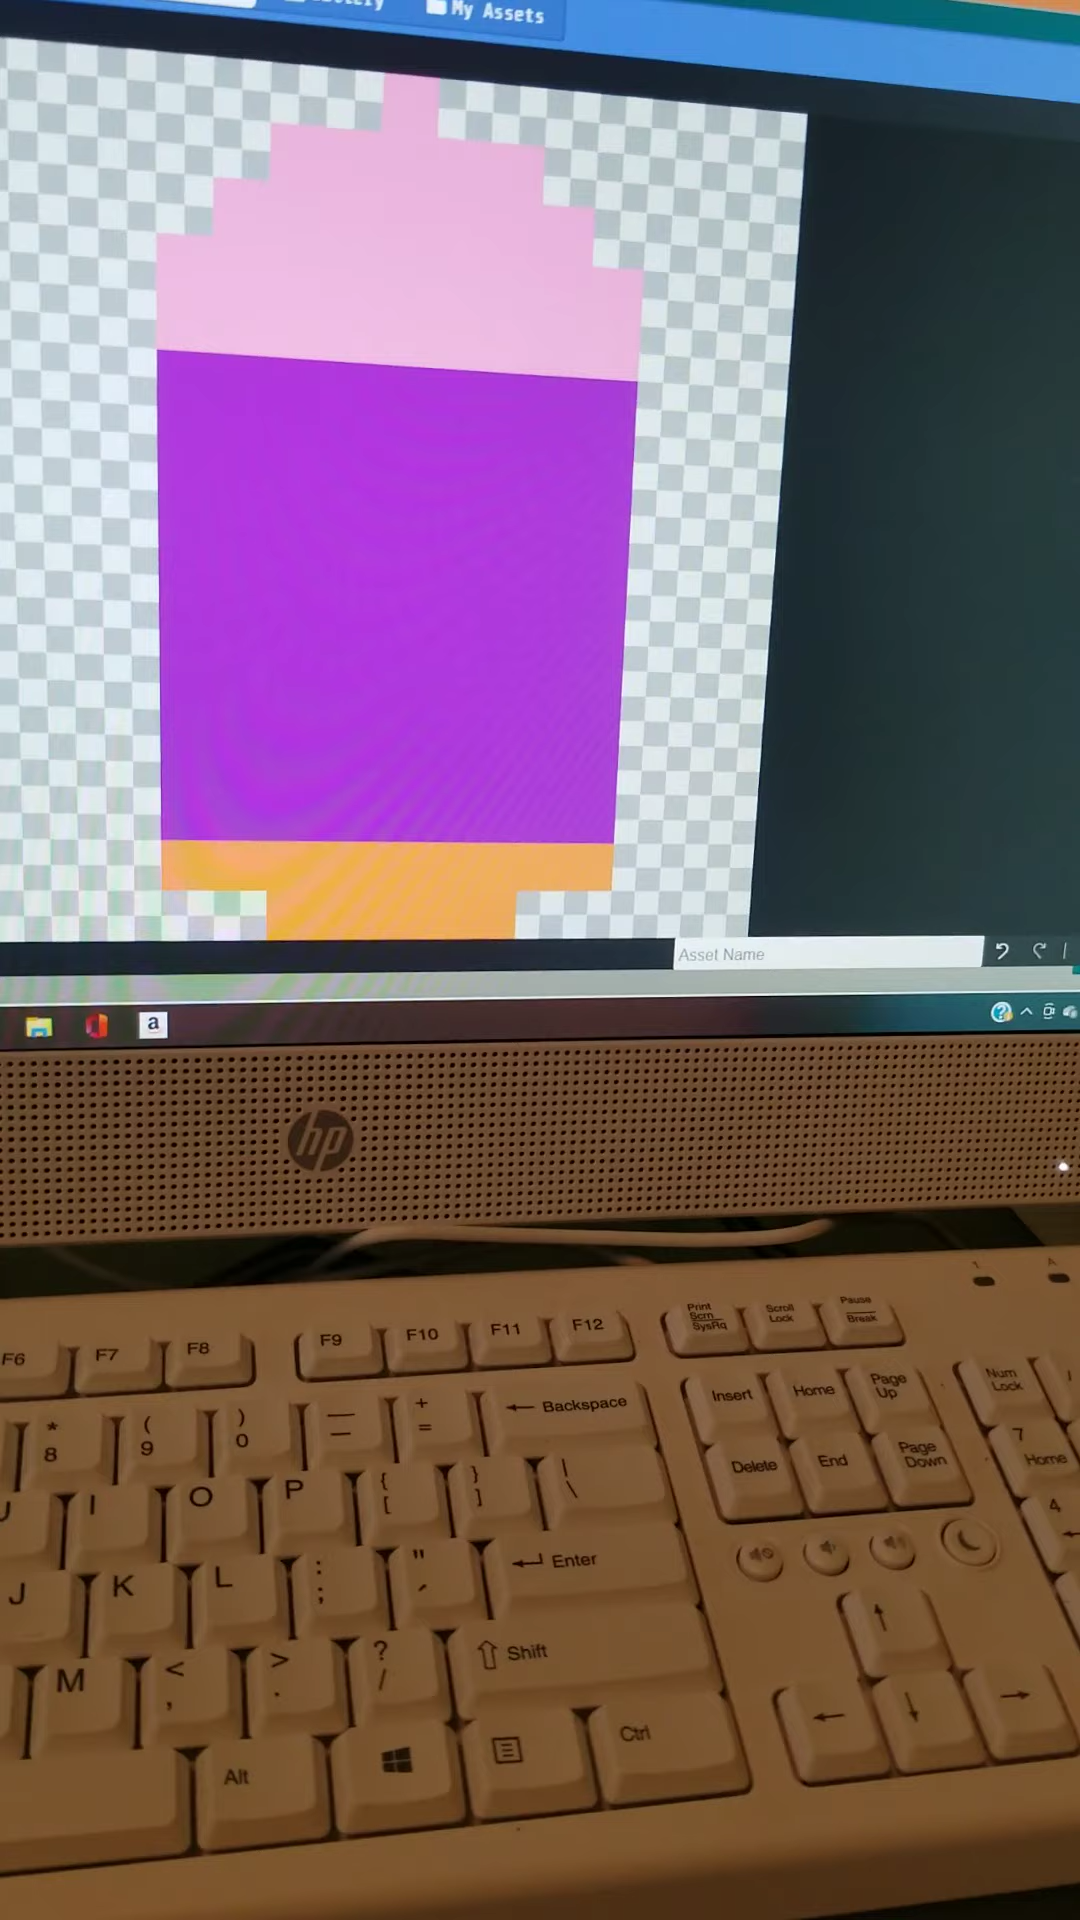 My Assets
Asset Name
a
hp
1 A
Print Scrn SysRq Scroll Lock Pause Break
F6 F7 F8 F9 F10 F11 F12
Insert Home Page Up Num Lock /
* 8 ( 9 ) 0 — – + = ← Backspace
Delete End Page Down 7 Home
J I O P { [ } ] | \
4 ←
J K L : ; " ' ↵ Enter
M < , > . ? / ⇧ Shift ↑
Alt Ctrl ← ↓ →